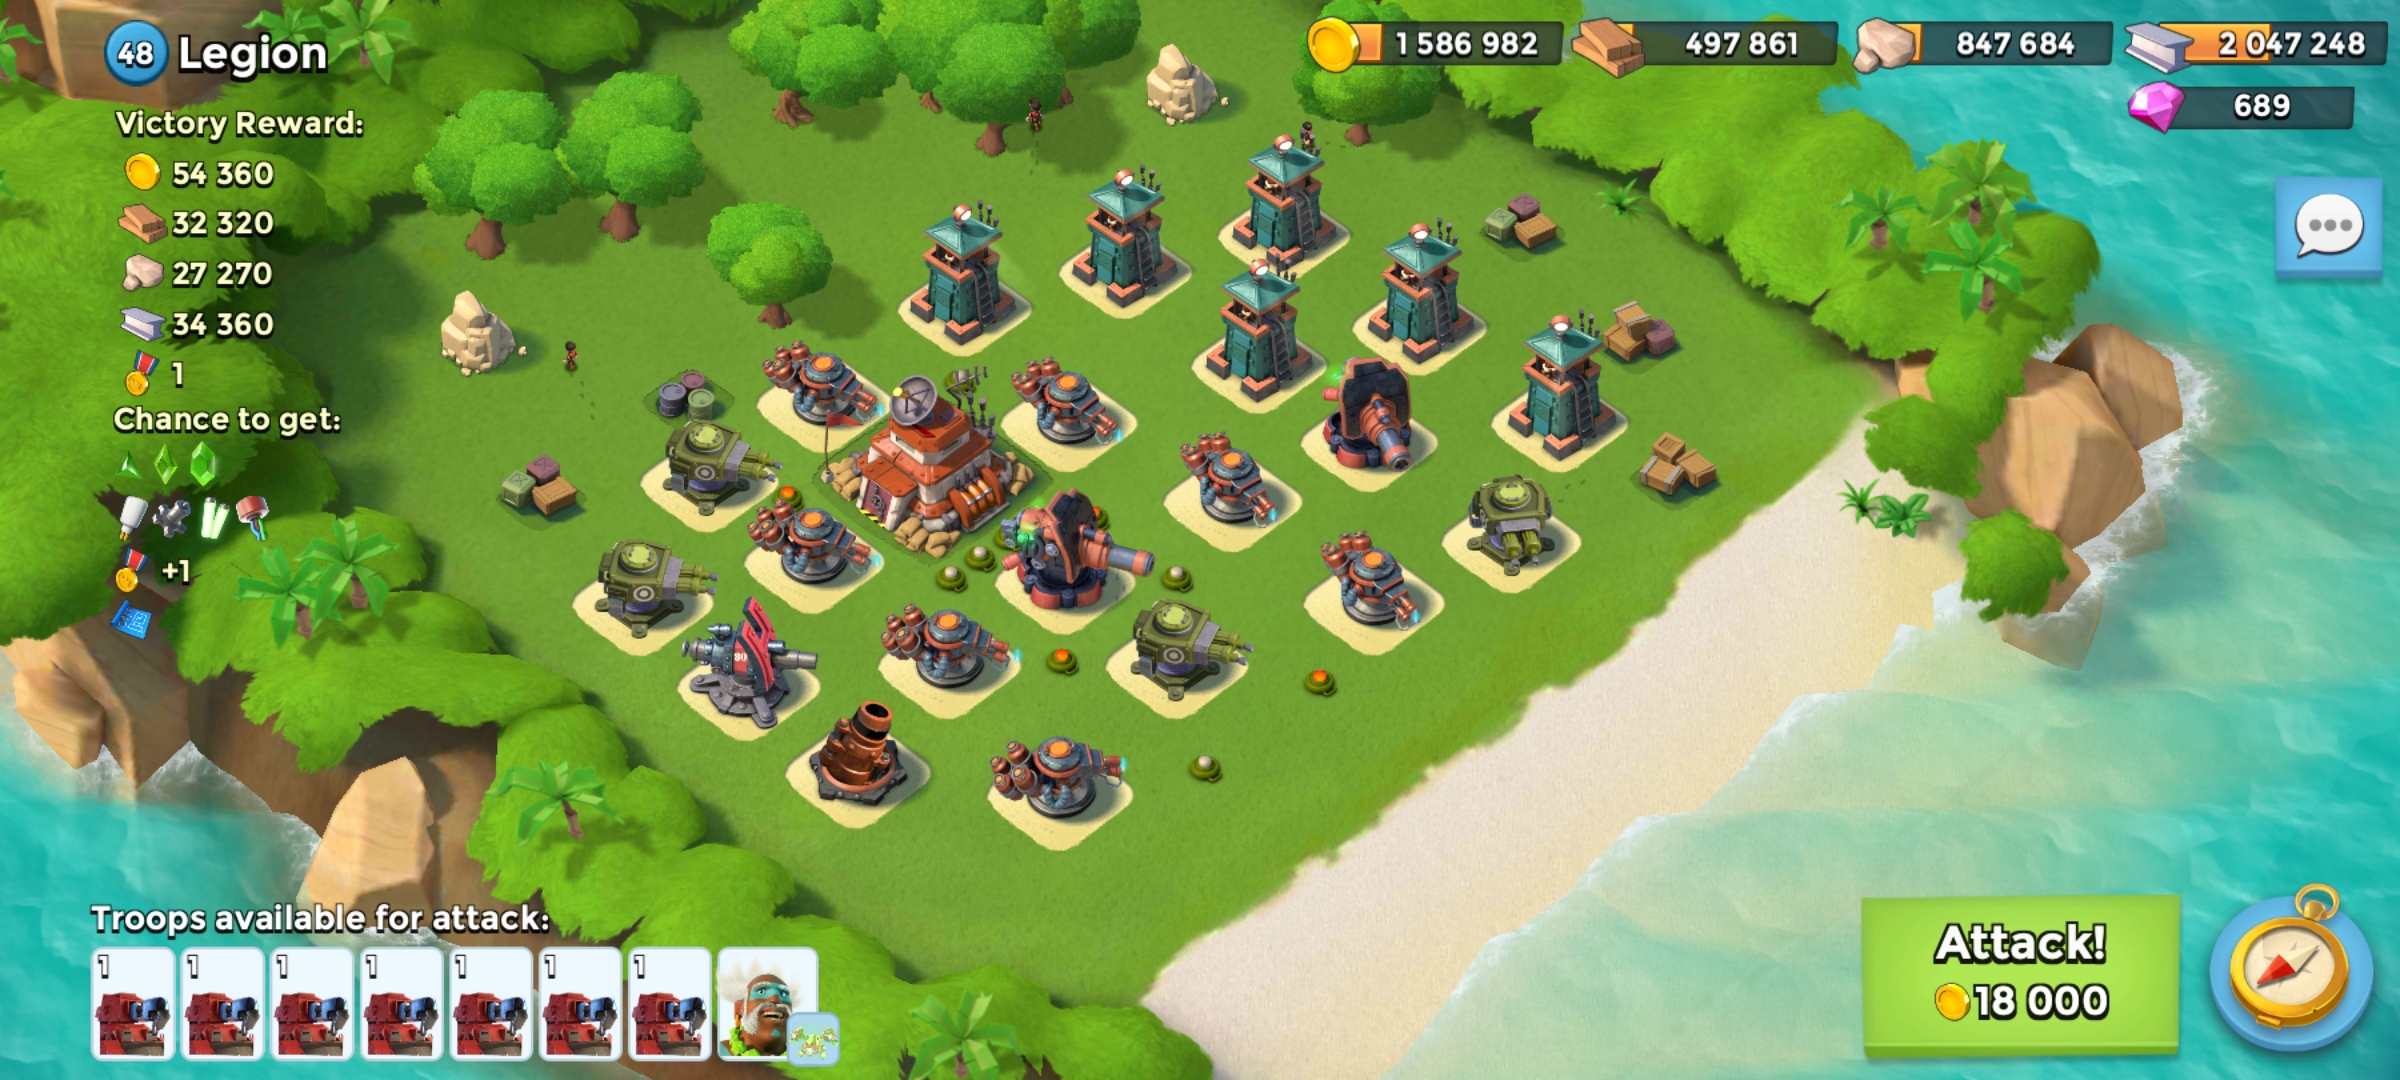 48 Legion
1 586 982
497 861
847 684
2 047 248
689
Victory Reward:
54 360
32 320
27 270
34 360
1
Chance to get:
+1
Troops available for attack:
1 1 1 1 1 1 1
Attack!
18 000